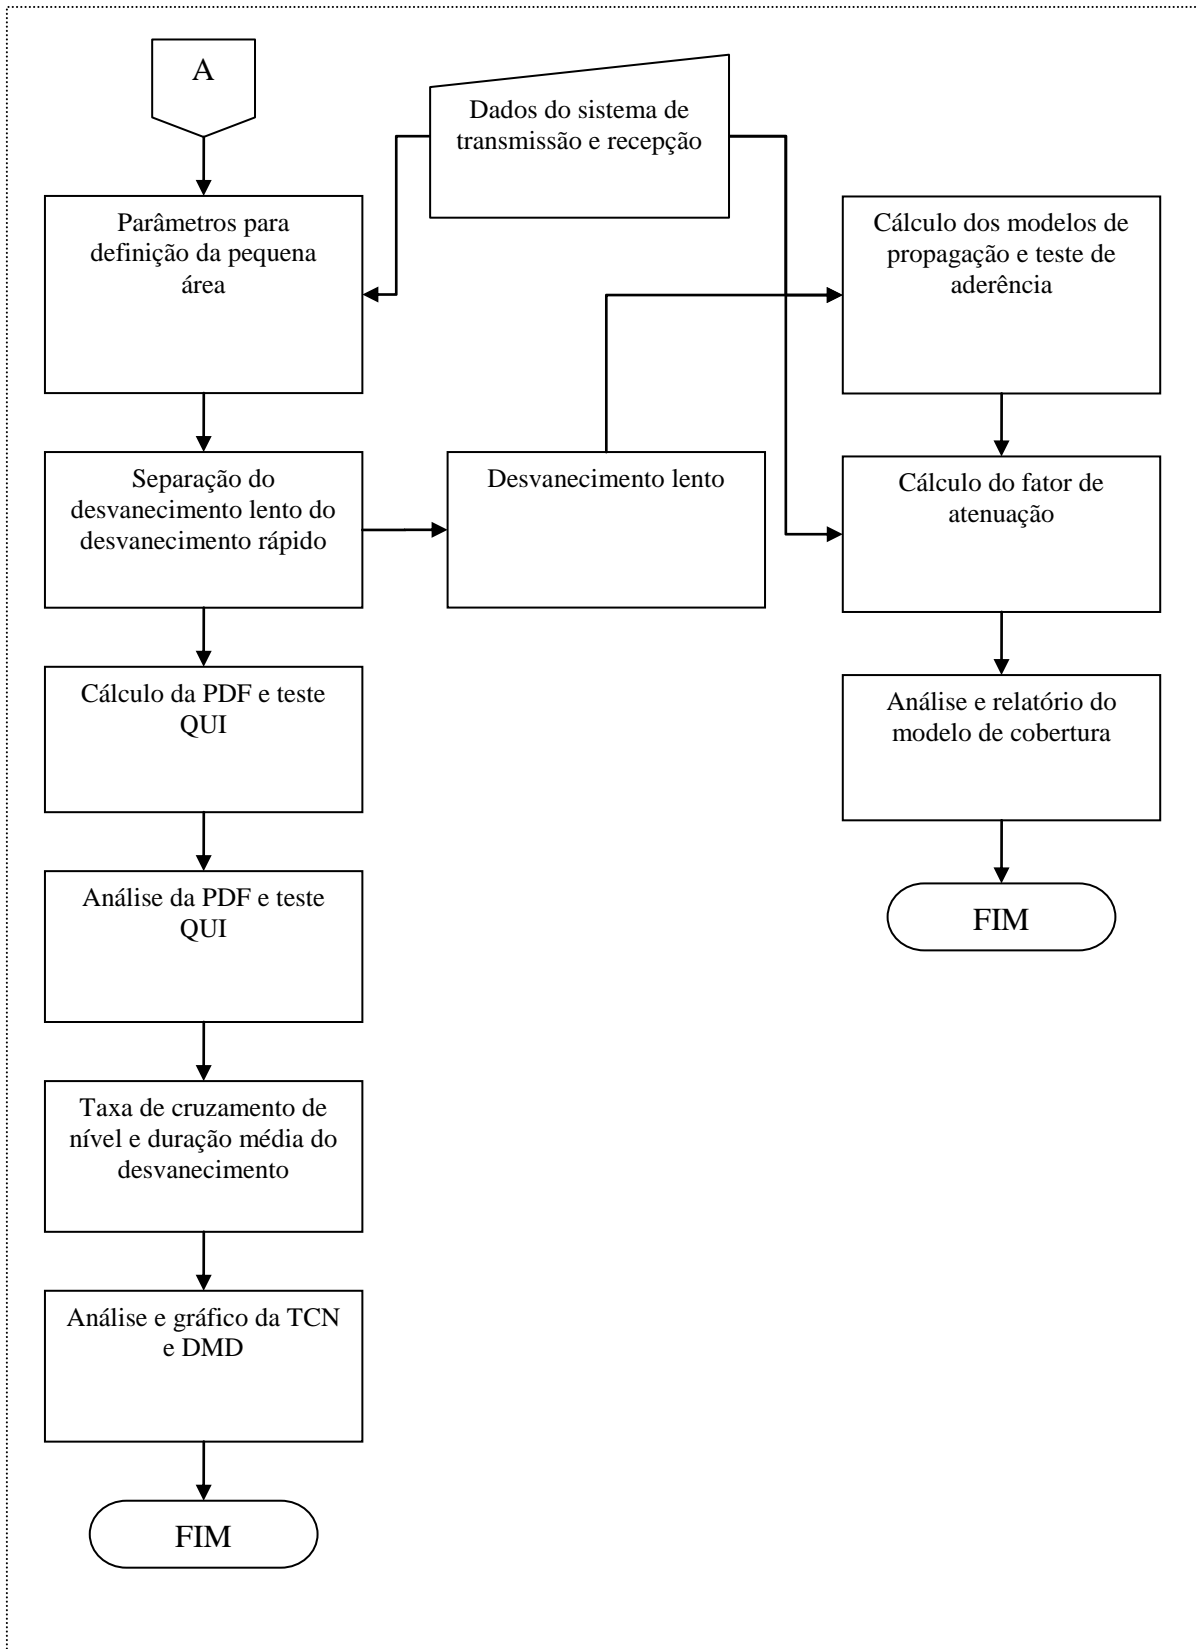 A
Dados do sistema de
transmissão e recepção
Parâmetros para
definição da pequena
área
Cálculo dos modelos de
propagação e teste de
aderência
Separação do
desvanecimento lento do
desvanecimento rápido
Desvanecimento lento
Cálculo do fator de
atenuação
Cálculo da PDF e teste
QUI
Análise e relatório do
modelo de cobertura
Análise da PDF e teste
QUI
FIM
Taxa de cruzamento de
nível e duração média do
desvanecimento
Análise e gráfico da TCN
e DMD
FIM